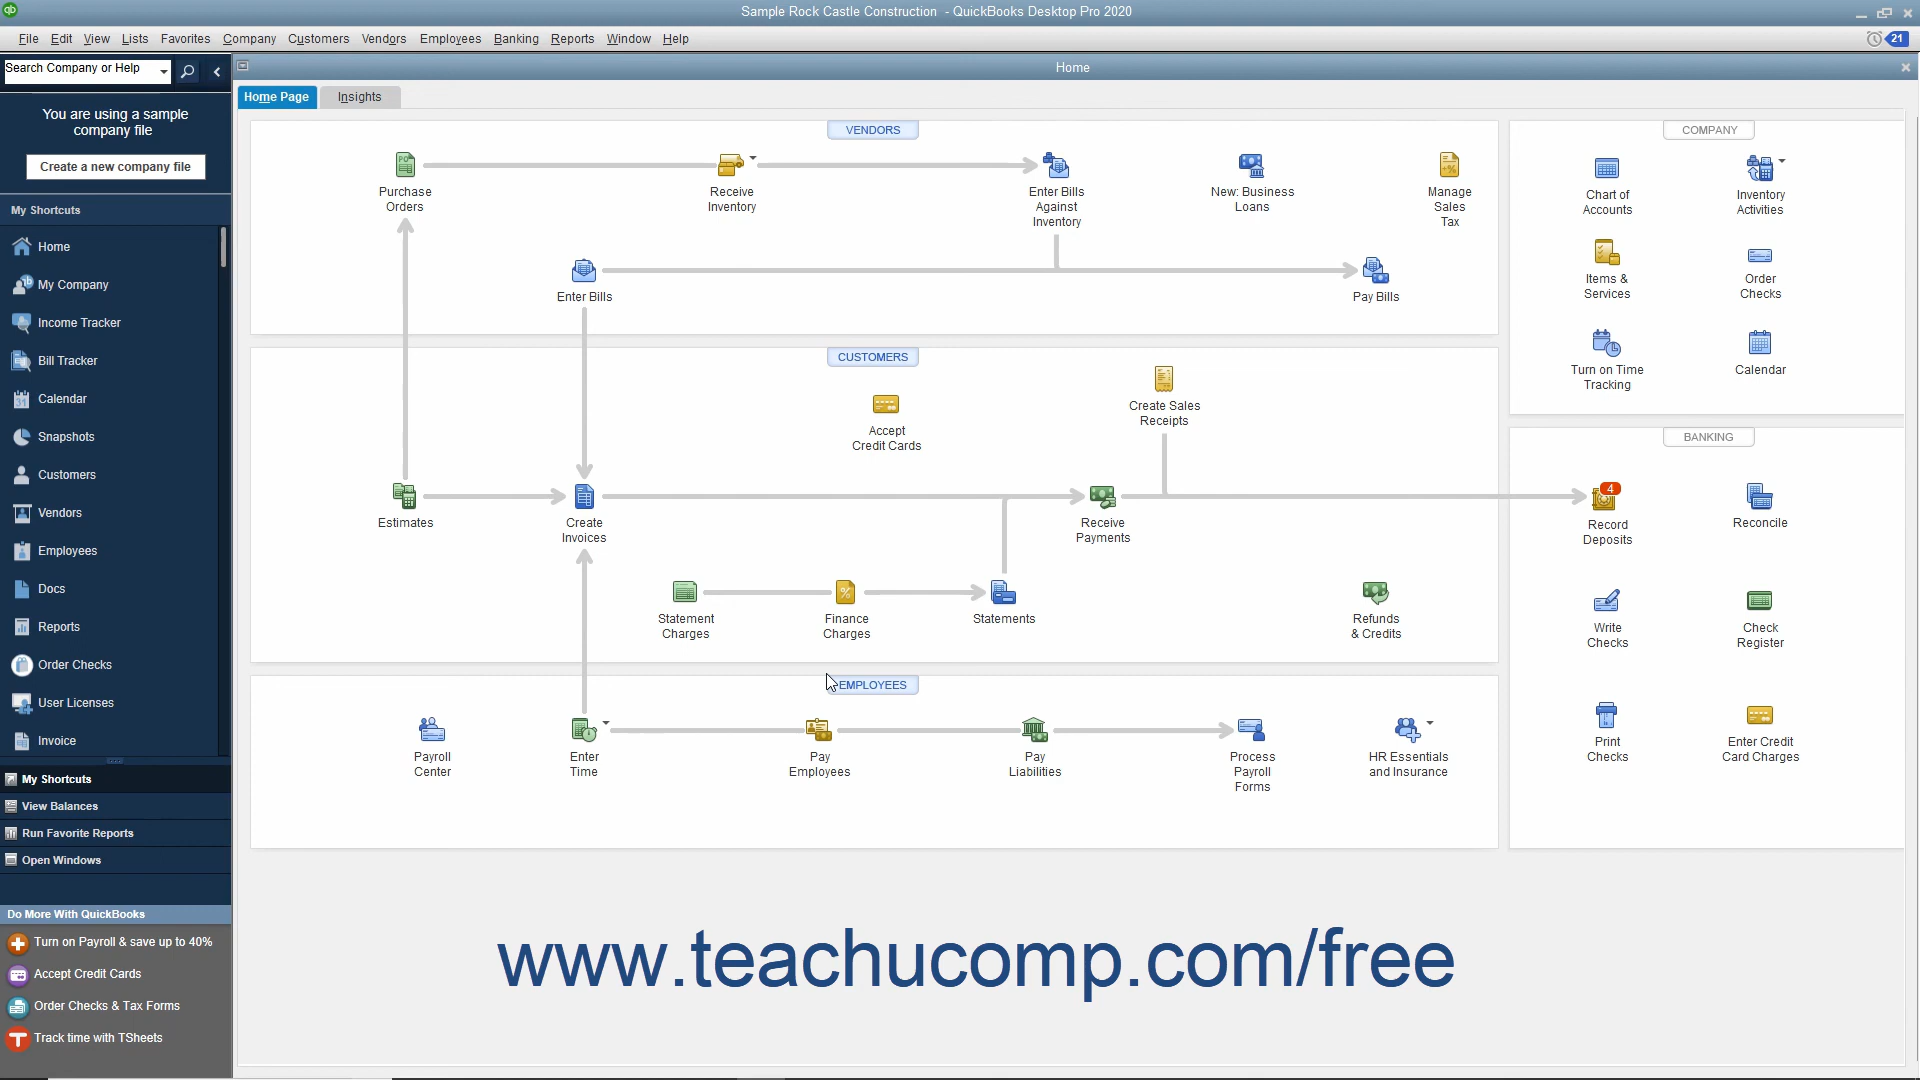 Sample Rock Castle Construction - QuickBooks Desktop Pro 2020
File Edit View Lists Favorites Company Customers Vendors Employees Banking Reports Window Help
21
Search Company or Help
Home
Home Page
Insights
You are using a sample
company file
Create a new company file
My Shortcuts
Home
My Company
Income Tracker
Bill Tracker
31 Calendar
Snapshots
Customers
Vendors
Employees
Docs
Reports
Order Checks
User Licenses
Invoice
My Shortcuts
View Balances
Run Favorite Reports
Open Windows
Do More With QuickBooks
Turn on Payroll & save up to 40%
Accept Credit Cards
Order Checks & Tax Forms
Track time with TSheets
VENDORS
Purchase
Orders
Receive
Inventory
Enter Bills
Against
Inventory
New: Business
Loans
Manage
Sales
Tax
Enter Bills
Pay Bills
CUSTOMERS
Accept
Credit Cards
Create Sales
Receipts
Estimates
Create
Invoices
Receive
Payments
Statement
Charges
Finance
Charges
Statements
Refunds
& Credits
EMPLOYEES
Payroll
Center
Enter
Time
Pay
Employees
Pay
Liabilities
Process
Payroll
Forms
HR Essentials
and Insurance
COMPANY
Chart of
Accounts
Inventory
Activities
Items &
Services
Order
Checks
Turn on Time
Tracking
Calendar
BANKING
4
Record
Deposits
Reconcile
Write
Checks
Check
Register
Print
Checks
Enter Credit
Card Charges
www.teachucomp.com/free